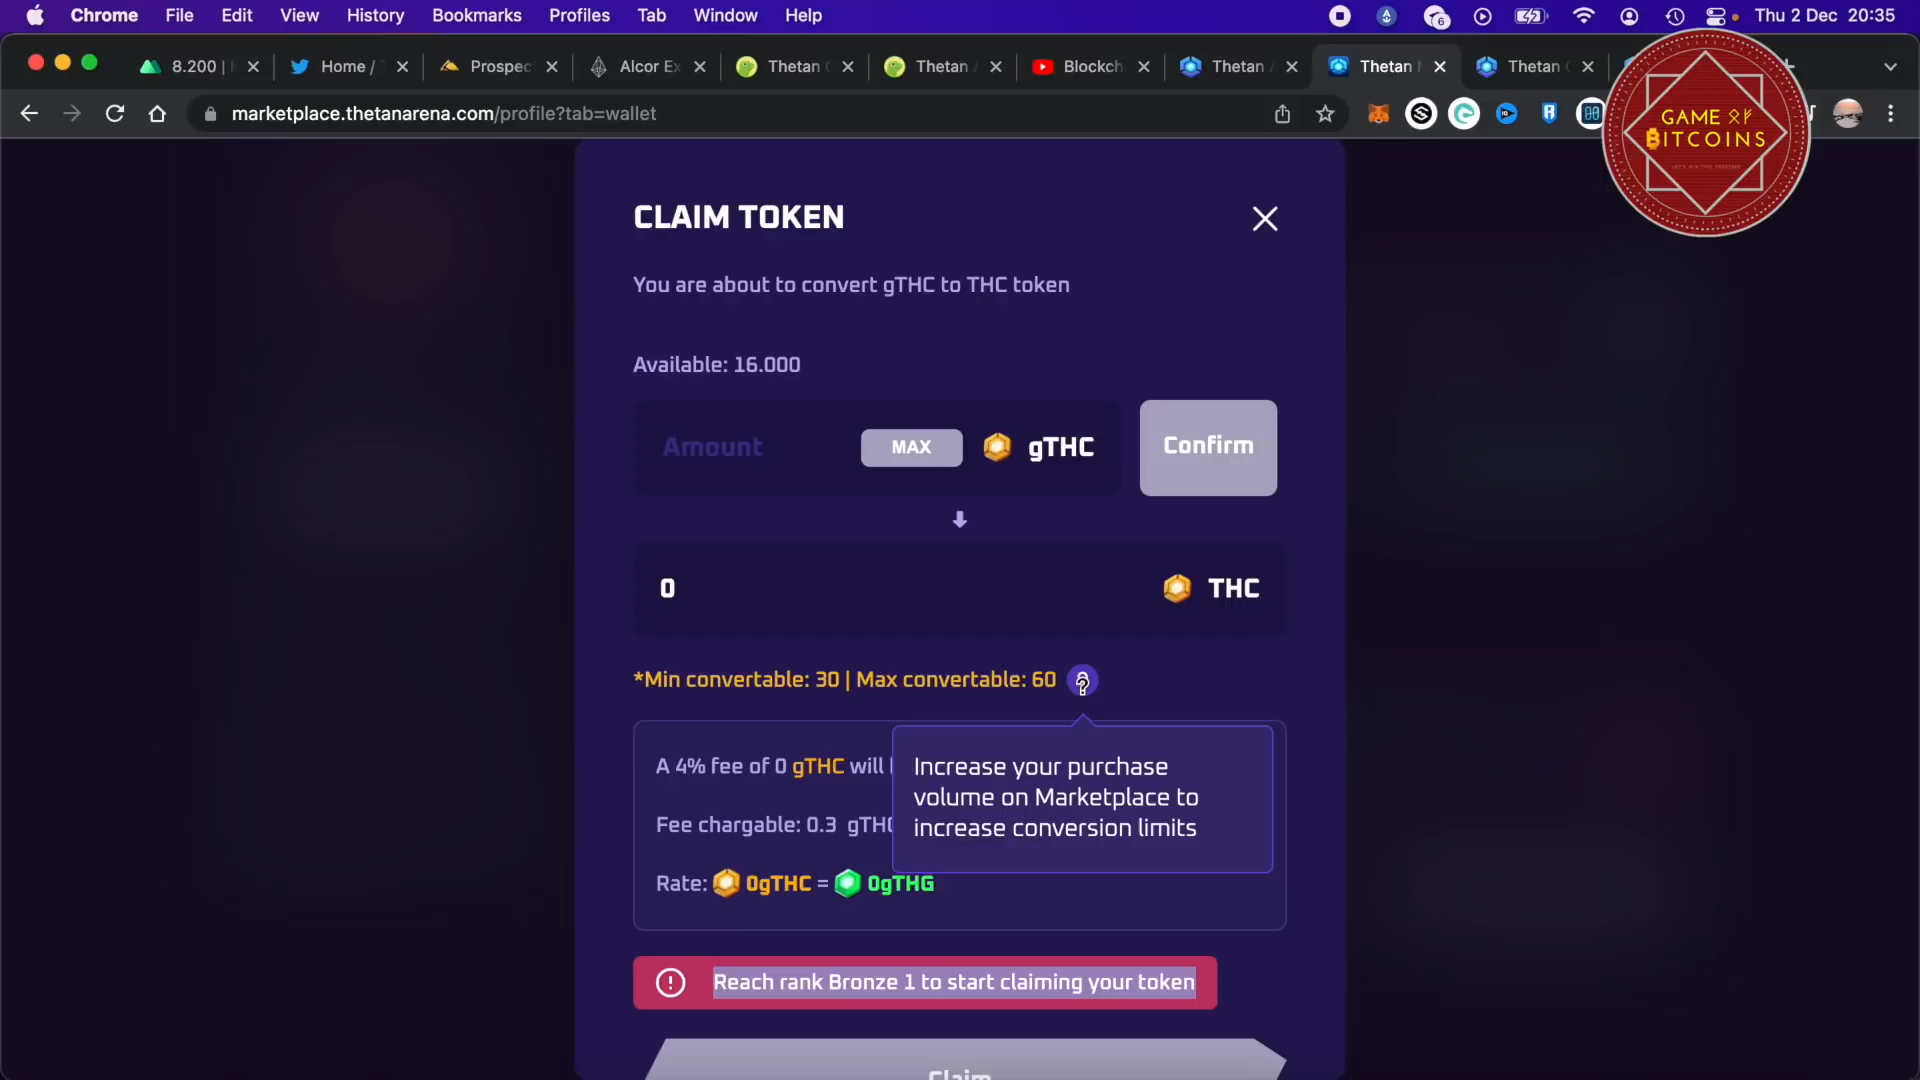 Chrome File Edit View History Bookmarks Profiles Tab Window Help 6 Thu 2 Dec 20:35
8.200 | Home / Prospec Alcor Ex Thetan Thetan Blockch Thetan Thetan Thetan
marketplace.thetanarena.com/profile?tab=wallet
GAME OF
BITCOINS
CLAIM TOKEN
You are about to convert gTHC to THC token
Available: 16.000
Amount MAX gTHC Confirm
0 THC
*Min convertable: 30 | Max convertable: 60
A 4% fee of 0 gTHC will
Fee chargable: 0.3 gTHC
Rate: 0gTHC = 0gTHG
Increase your purchase
volume on Marketplace to
increase conversion limits
Reach rank Bronze 1 to start claiming your token
Claim